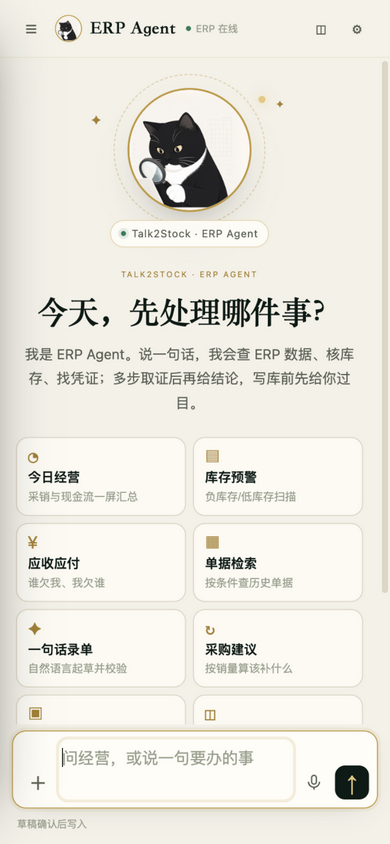 ERP Agent
ERP 在线
Talk2Stock · ERP Agent
TALK2STOCK · ERP AGENT
今天，先处理哪件事？
我是 ERP Agent。说一句话，我会查 ERP 数据、核库
存、找凭证；多步取证后再给结论，写库前先给你过
目。
今日经营
采销与现金流一屏汇总
库存预警
负库存/低库存扫描
¥
应收应付
谁欠我、我欠谁
单据检索
按条件查历史单据
一句话录单
自然语言起草并校验
采购建议
按销量算该补什么
问经营，或说一句要办的事
草稿确认后写入